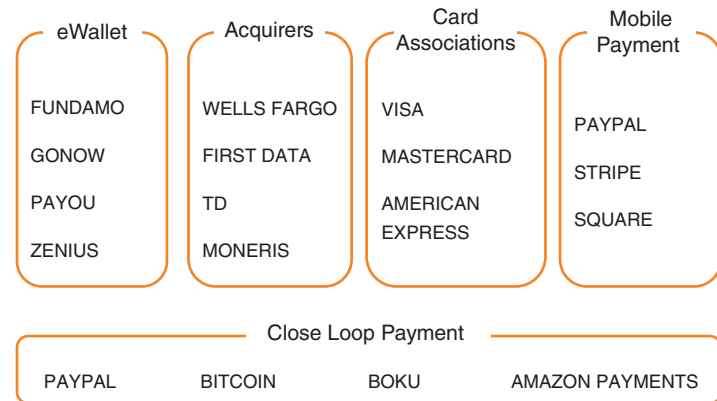 eWallet
FUNDAMO
GONOW
PAYOU
ZENIUS
Acquirers
WELLS FARGO
FIRST DATA
TD
MONERIS
Card
Associations
VISA
MASTERCARD
AMERICAN
EXPRESS
Mobile
Payment
PAYPAL
STRIPE
SQUARE
Close Loop Payment
PAYPAL BITCOIN BOKU AMAZON PAYMENTS